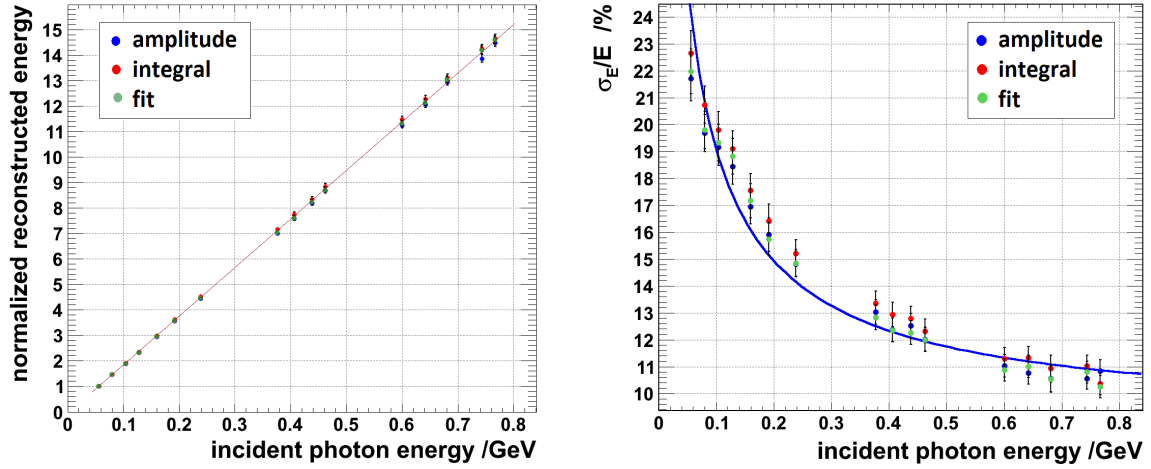 normalized reconstructed energy
15
14
13
12
11
10
9
8
7
6
5
4
3
2
1
0
amplitude
integral
fit
0 0.1 0.2 0.3 0.4 0.5 0.6 0.7 0.8
incident photon energy /GeV
σE/E /%
24
23
22
21
20
19
18
17
16
15
14
13
12
11
10
amplitude
integral
fit
0 0.1 0.2 0.3 0.4 0.5 0.6 0.7 0.8
incident photon energy /GeV